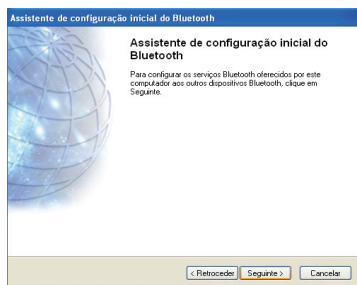 Assistente de configuração inicial do Bluetooth
Assistente de configuração inicial do
Bluetooth
Para configurar os serviços Bluetooth oferecidos por este
computador aos outros dispositivos Bluetooth, clique em
Seguinte.
< Retroceder Seguinte > Cancelar